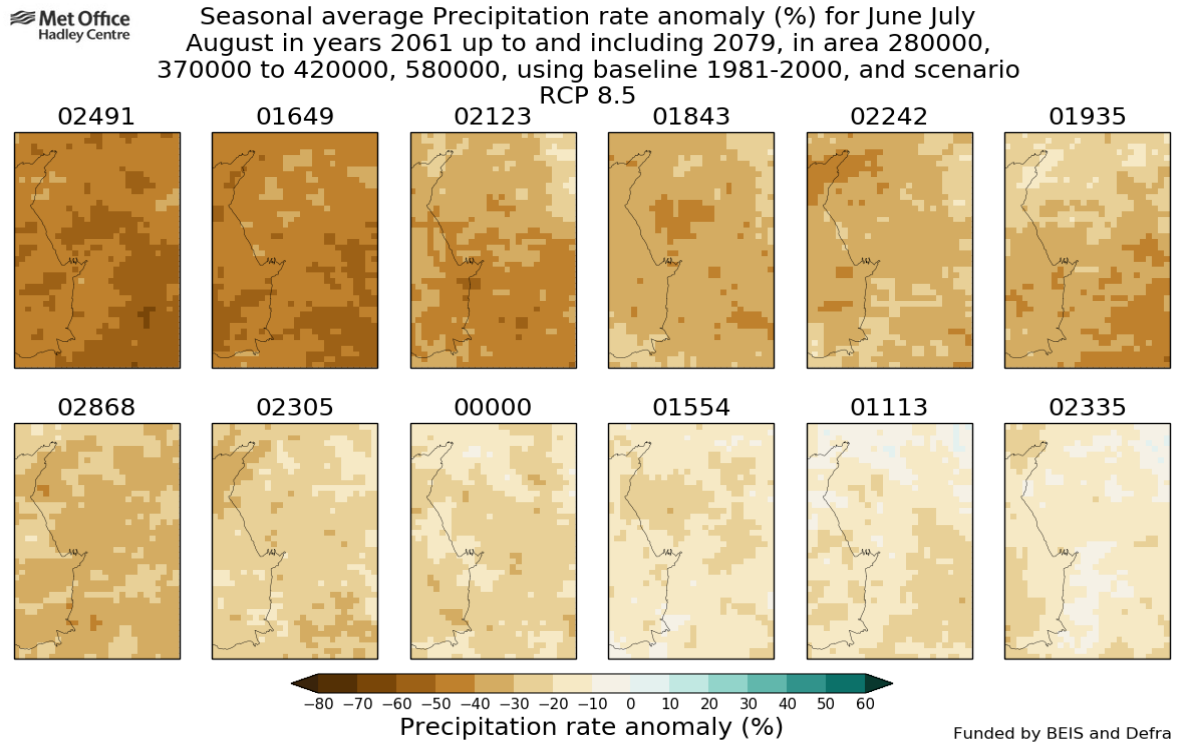 Met Office
Hadley Centre
Seasonal average Precipitation rate anomaly (%) for June July
August in years 2061 up to and including 2079, in area 280000,
370000 to 420000, 580000, using baseline 1981-2000, and scenario
RCP 8.5
02491 01649 02123 01843 02242 01935
02868 02305 00000 01554 01113 02335
−80 −70 −60 −50 −40 −30 −20 −10 0 10 20 30 40 50 60
Precipitation rate anomaly (%)
Funded by BEIS and Defra